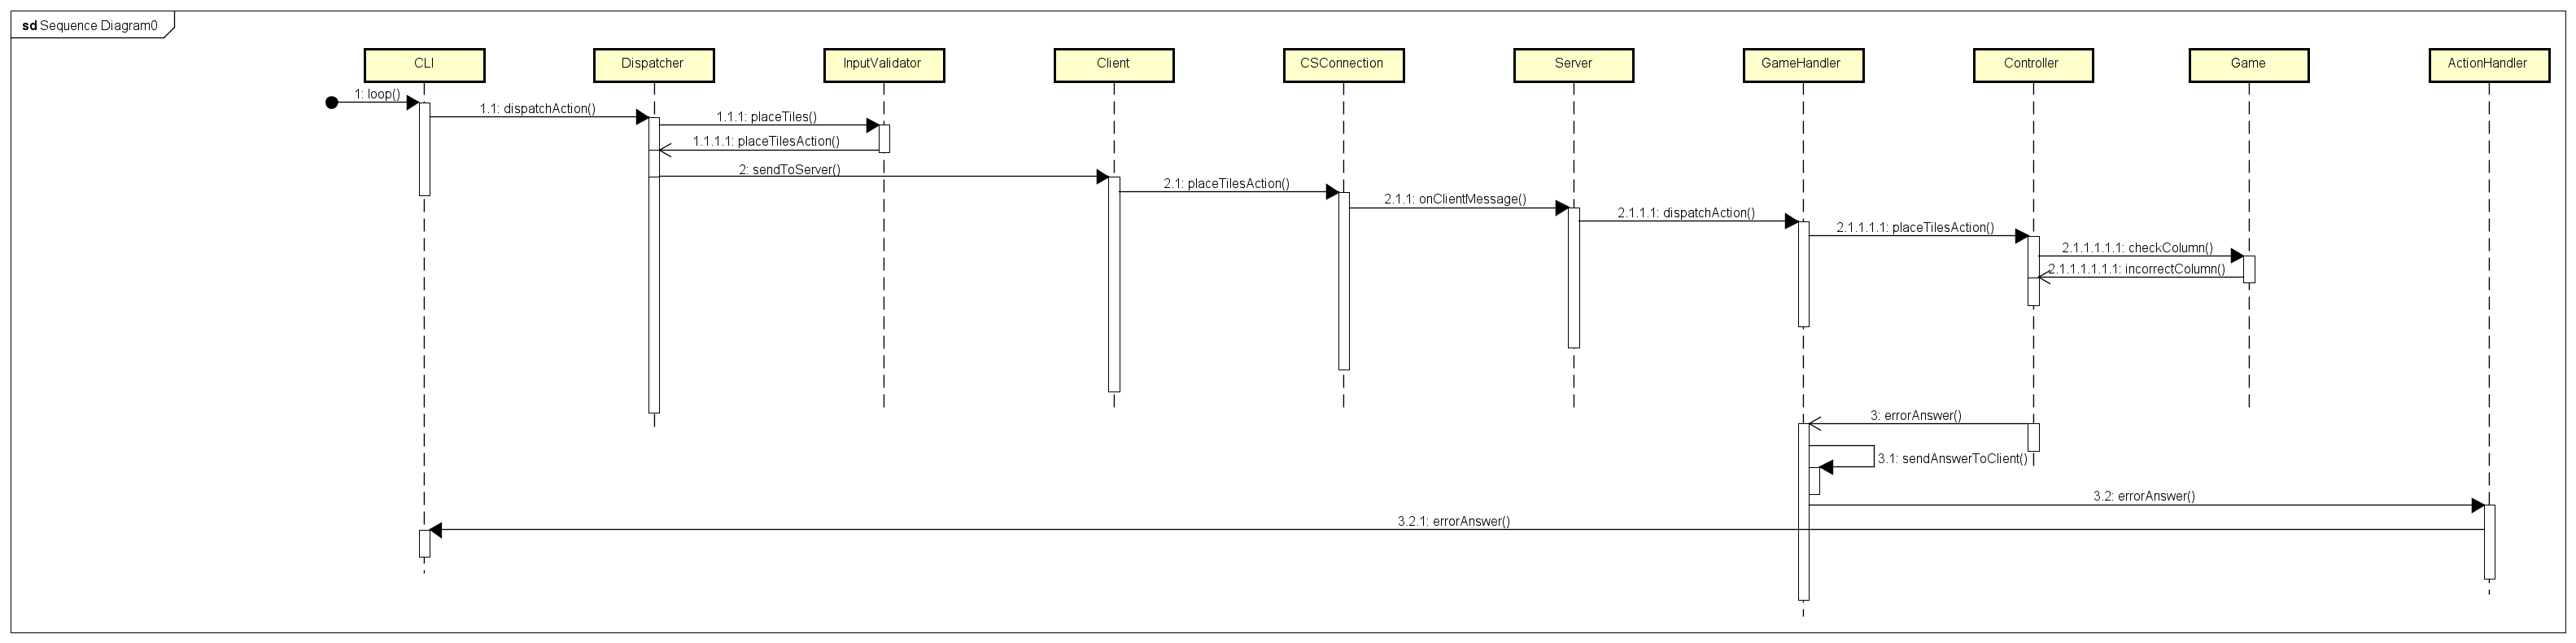 sd Sequence Diagram0
CLI
Dispatcher
InputValidator
Client
CSConnection
Server
GameHandler
Controller
Game
ActionHandler
1: loop()
1.1: dispatchAction()
1.1.1: placeTiles()
1.1.1.1: placeTilesAction()
2: sendToServer()
2.1: placeTilesAction()
2.1.1: onClientMessage()
2.1.1.1: dispatchAction()
2.1.1.1.1: placeTilesAction()
2.1.1.1.1.1: checkColumn()
2.1.1.1.1.1.1: incorrectColumn()
3: errorAnswer()
3.1: sendAnswerToClient()
3.2: errorAnswer()
3.2.1: errorAnswer()